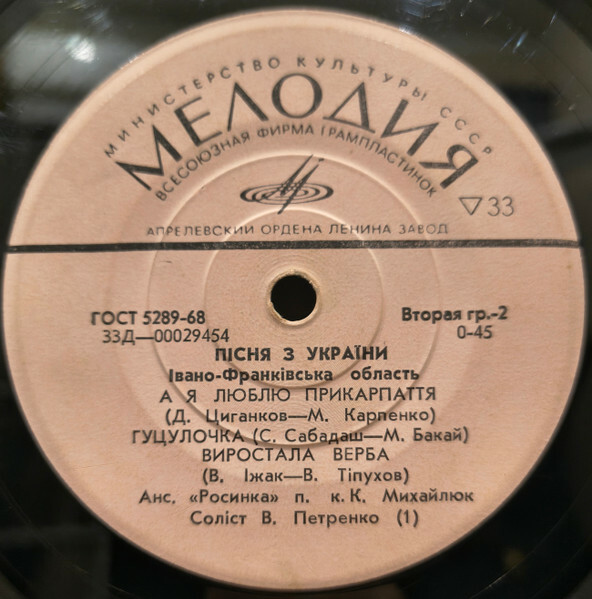 МИНИСТЕРСТВО КУЛЬТУРЫ СССР
МЕЛОДИЯ
ВСЕСОЮЗНАЯ ФИРМА ГРАМПЛАСТИНОК
▽33
АПРЕЛЕВСКИЙ ОРДЕНА ЛЕНИНА ЗАВОД
ГОСТ 5289-68 Вторая гр.-2
33Д—00029454 0-45
ПІСНЯ З УКРАЇНИ
Івано-Франківська область
А Я ЛЮБЛЮ ПРИКАРПАТТЯ
(Д. Циганков—М. Карпенко)
ГУЦУЛОЧКА (С. Сабадаш—М. Бакай)
ВИРОСТАЛА ВЕРБА
(В. Їжак—В. Тіпухов)
Анс. «Росинка» п. к. К. Михайлюк
Соліст В. Петренко (1)